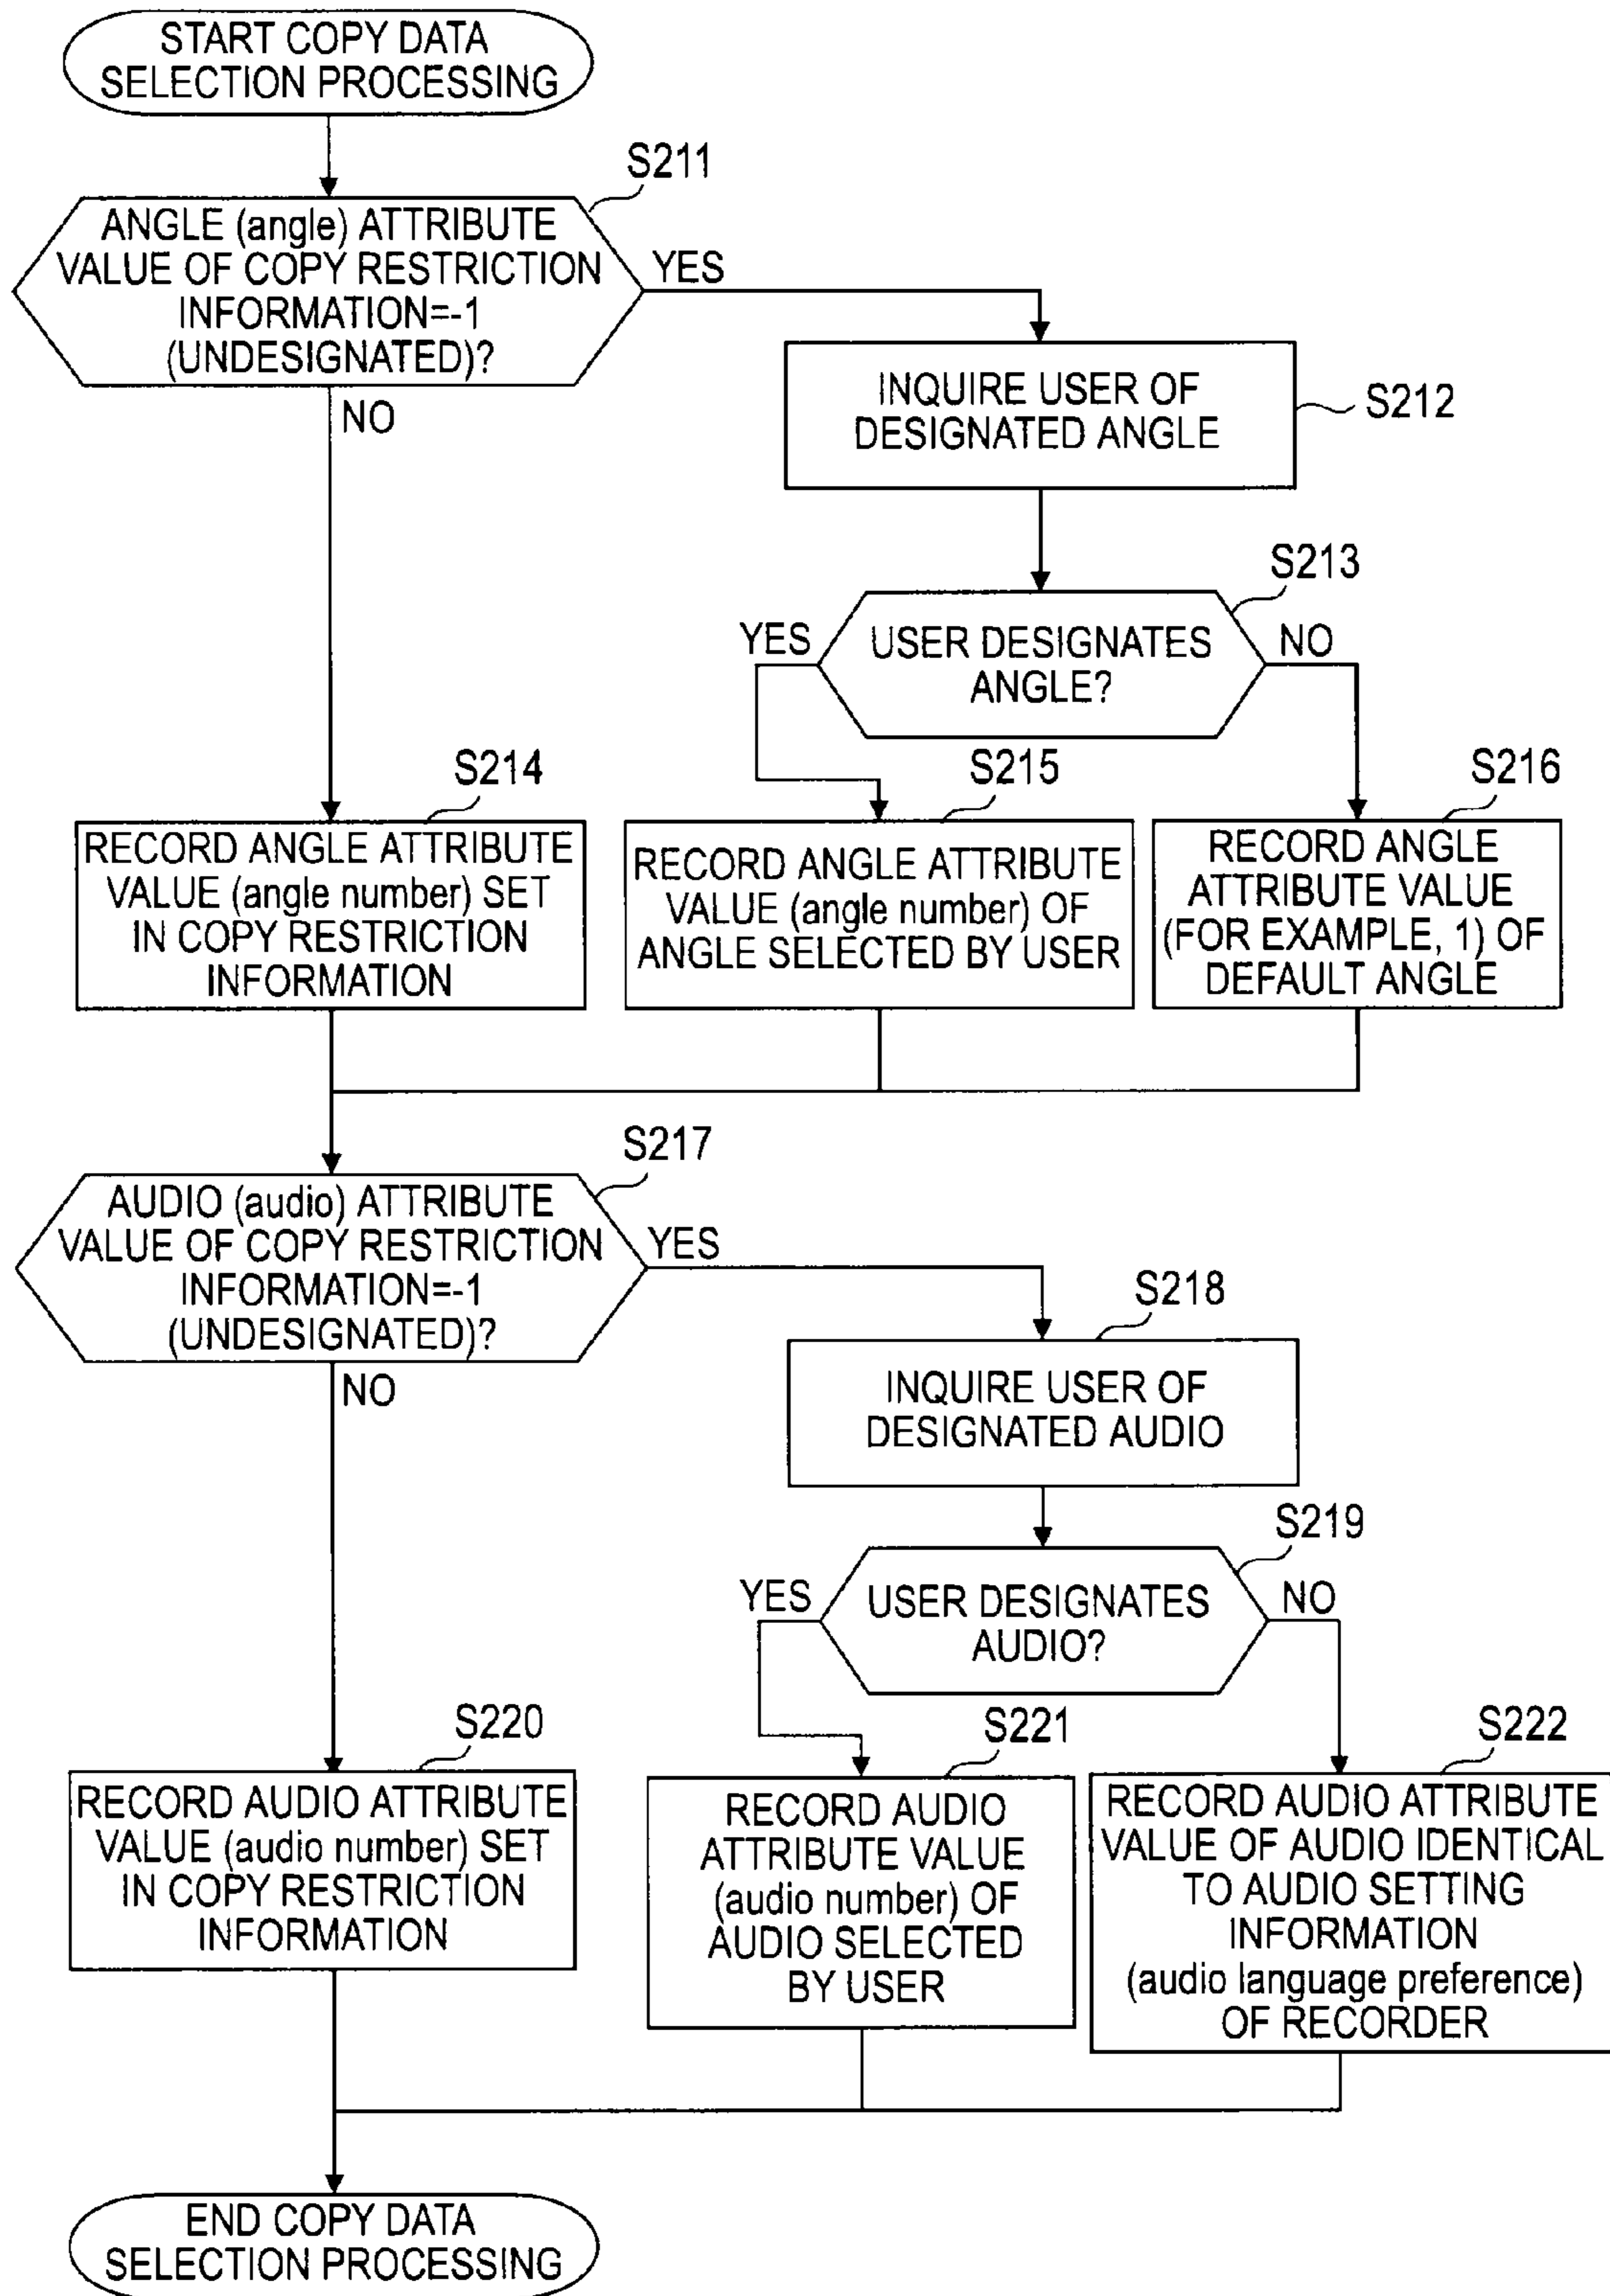 START COPY DATA
SELECTION PROCESSING
S211
ANGLE (angle) ATTRIBUTE
VALUE OF COPY RESTRICTION
INFORMATION=-1
(UNDESIGNATED)?
YES
NO
INQUIRE USER OF
DESIGNATED ANGLE
S212
S213
YES
USER DESIGNATES
ANGLE?
NO
S214
RECORD ANGLE ATTRIBUTE
VALUE (angle number) SET
IN COPY RESTRICTION
INFORMATION
S215
RECORD ANGLE ATTRIBUTE
VALUE (angle number) OF
ANGLE SELECTED BY USER
S216
RECORD ANGLE
ATTRIBUTE VALUE
(FOR EXAMPLE, 1) OF
DEFAULT ANGLE
S217
AUDIO (audio) ATTRIBUTE
VALUE OF COPY RESTRICTION
INFORMATION=-1
(UNDESIGNATED)?
YES
NO
S218
INQUIRE USER OF
DESIGNATED AUDIO
S219
YES
USER DESIGNATES
AUDIO?
NO
S220
RECORD AUDIO ATTRIBUTE
VALUE (audio number) SET
IN COPY RESTRICTION
INFORMATION
S221
RECORD AUDIO
ATTRIBUTE VALUE
(audio number) OF
AUDIO SELECTED
BY USER
S222
RECORD AUDIO ATTRIBUTE
VALUE OF AUDIO IDENTICAL
TO AUDIO SETTING
INFORMATION
(audio language preference)
OF RECORDER
END COPY DATA
SELECTION PROCESSING